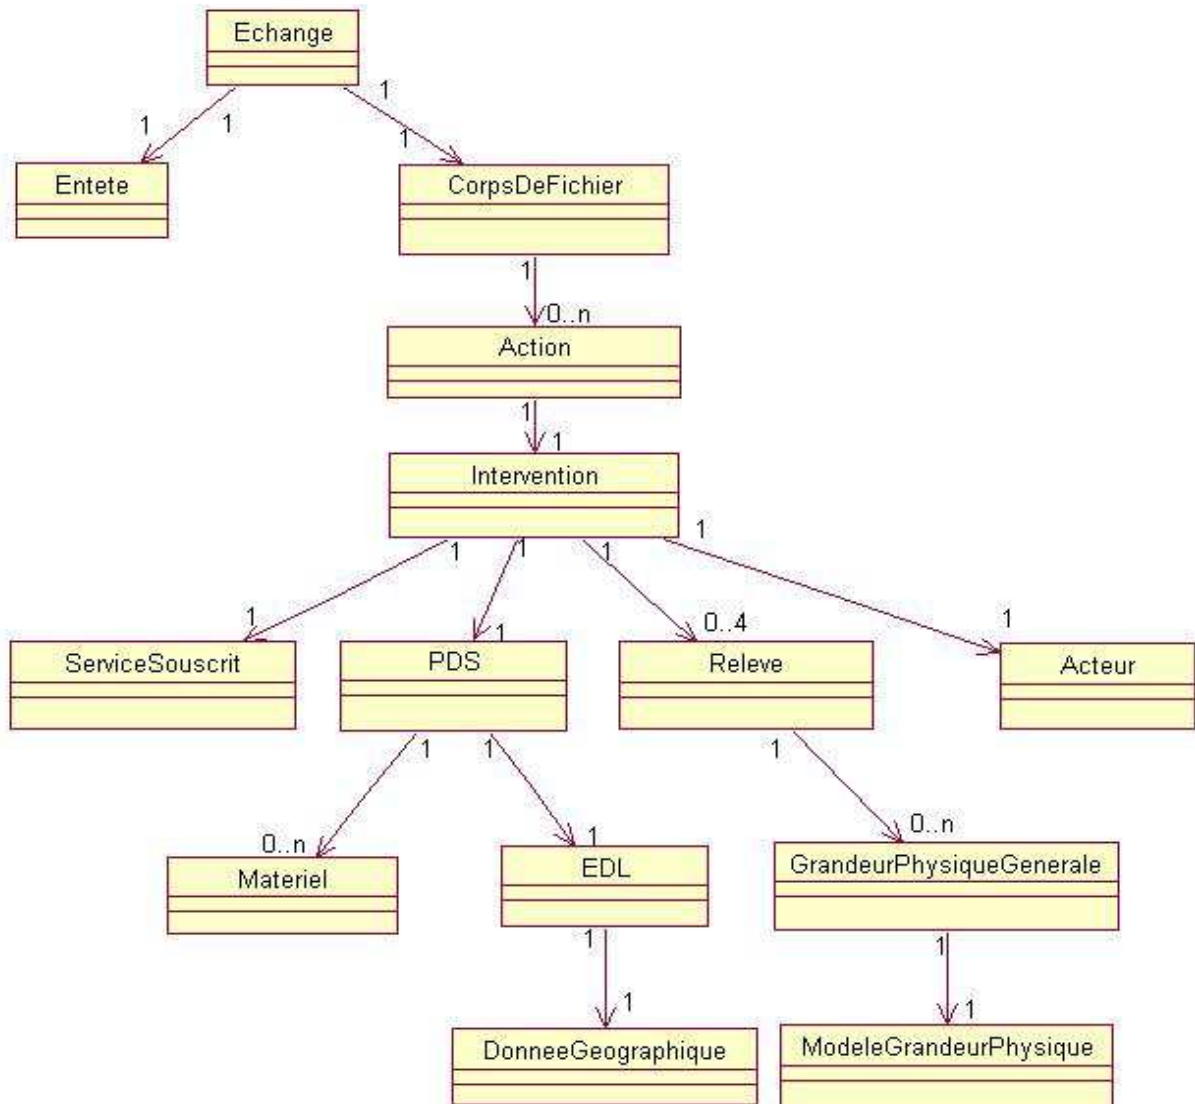 Echange
1
1
1
1
Entete
CorpsDeFichier
1
0..n
Action
1
1
Intervention
1
1
1
1
1
1
0..4
1
ServiceSouscrit
PDS
Releve
Acteur
1
1
1
0..n
1
0..n
Materiel
EDL
GrandeurPhysiqueGenerale
1
1
1
1
DonneeGeographique
ModeleGrandeurPhysique